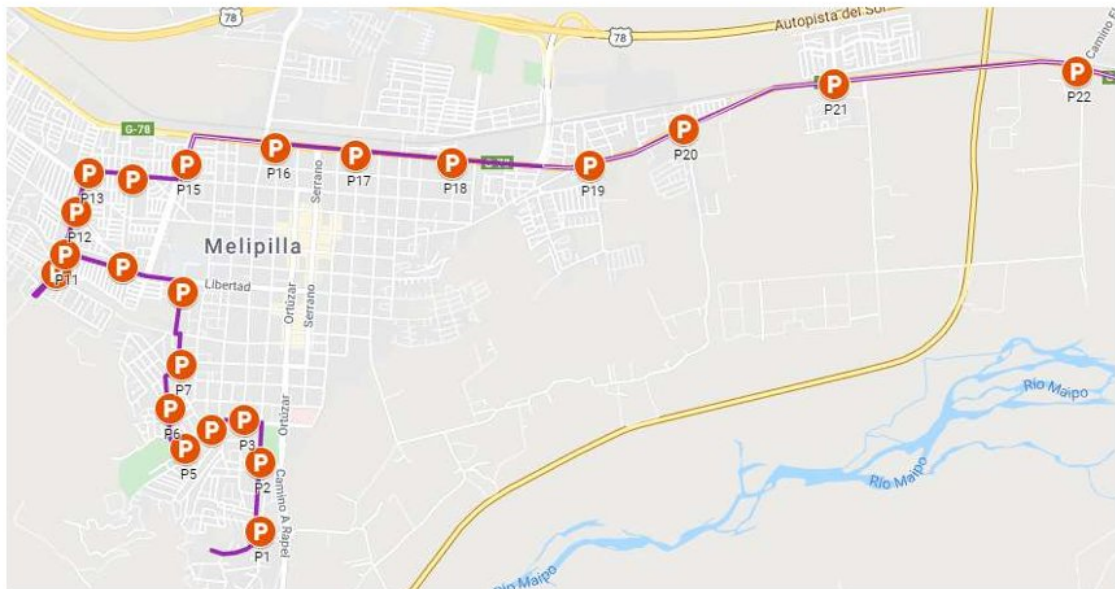 78
78
Autopista del Sol
Camino El
G-78
P22
P21
P20
P19
P18
P17
P16
P15
P13
P12
P11
Serrano
Melipilla
Libertad
Ortúzar
Serrano
P7
P6
P5
P3
P2
P1
Ortúzar
Camino A Rapel
Río Maipo
Río Maipo
Río Maipo